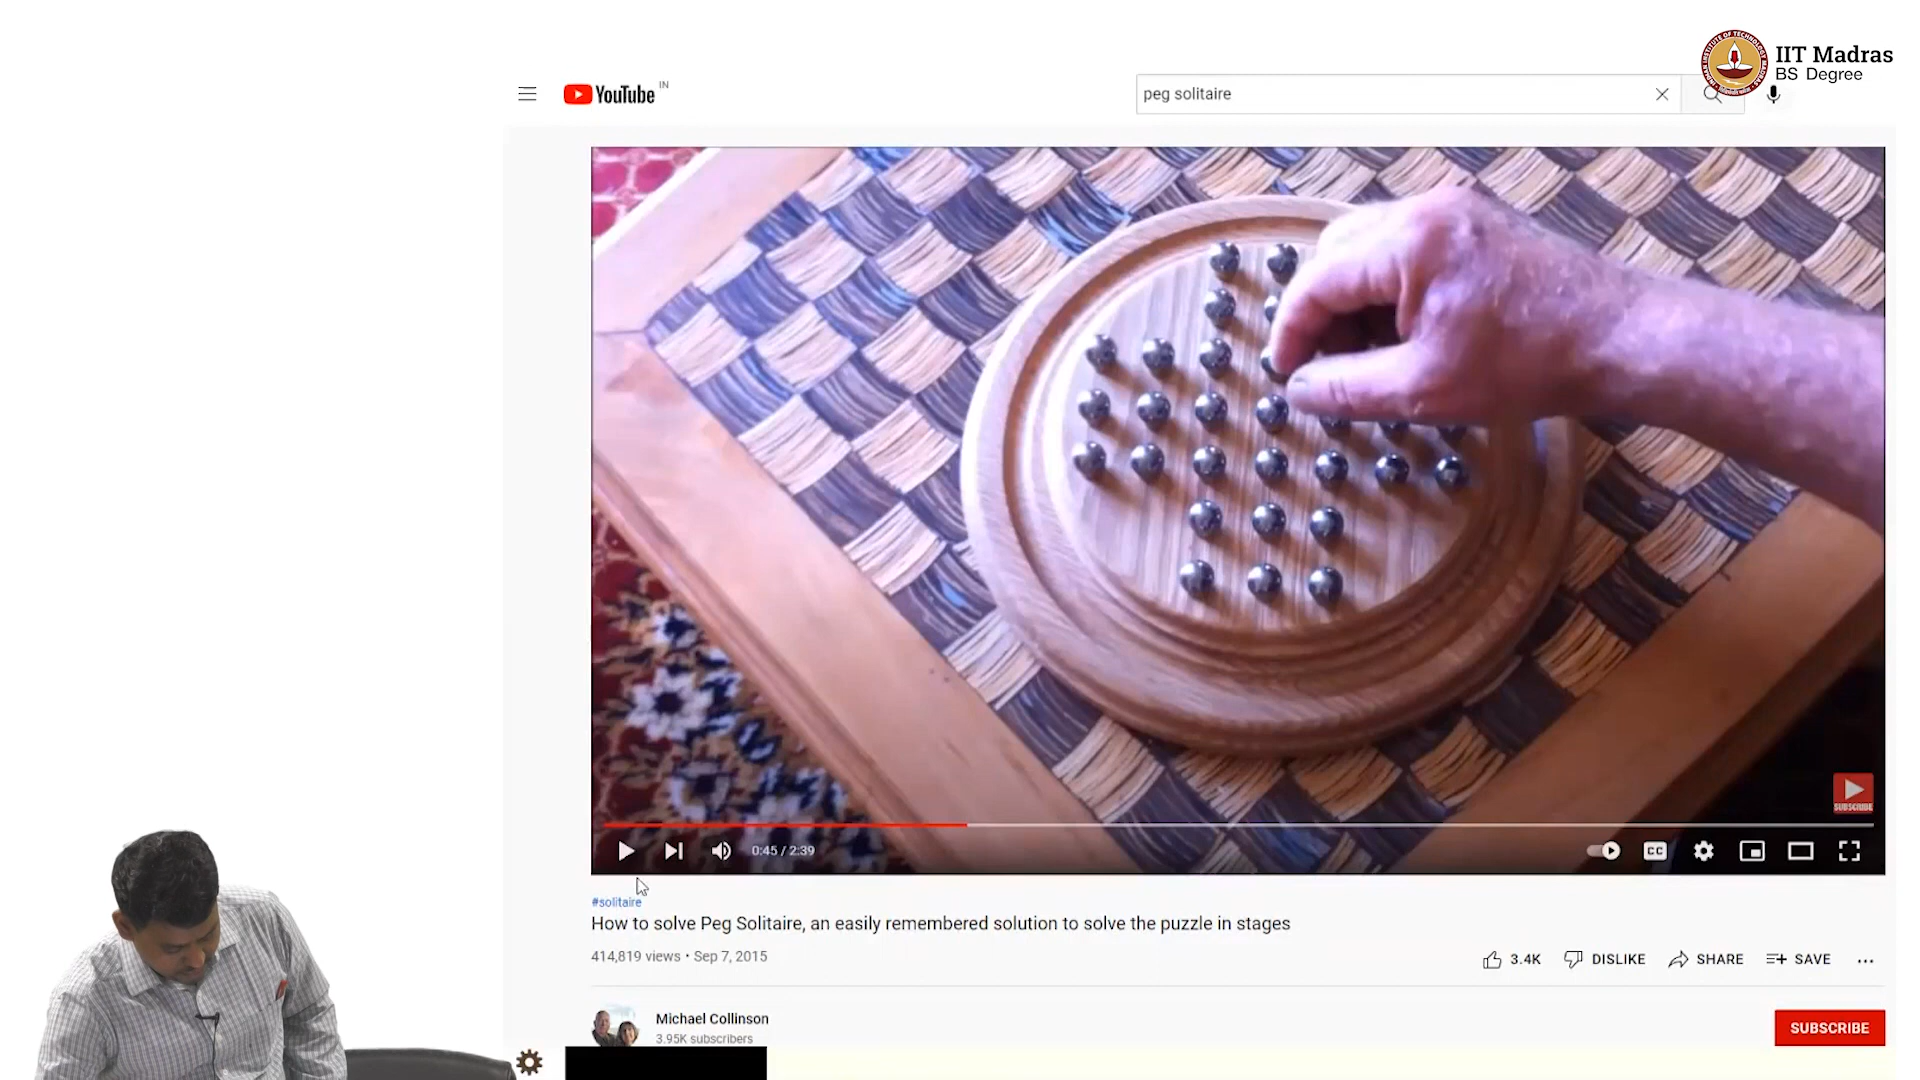 IIT Madras
BS Degree
YouTube IN
peg solitaire
SUBSCRIBE
0:45 / 2:39
CC
#solitaire
How to solve Peg Solitaire, an easily remembered solution to solve the puzzle in stages
414,819 views • Sep 7, 2015
3.4K DISLIKE SHARE SAVE ...
Michael Collinson
3.95K subscribers
SUBSCRIBE